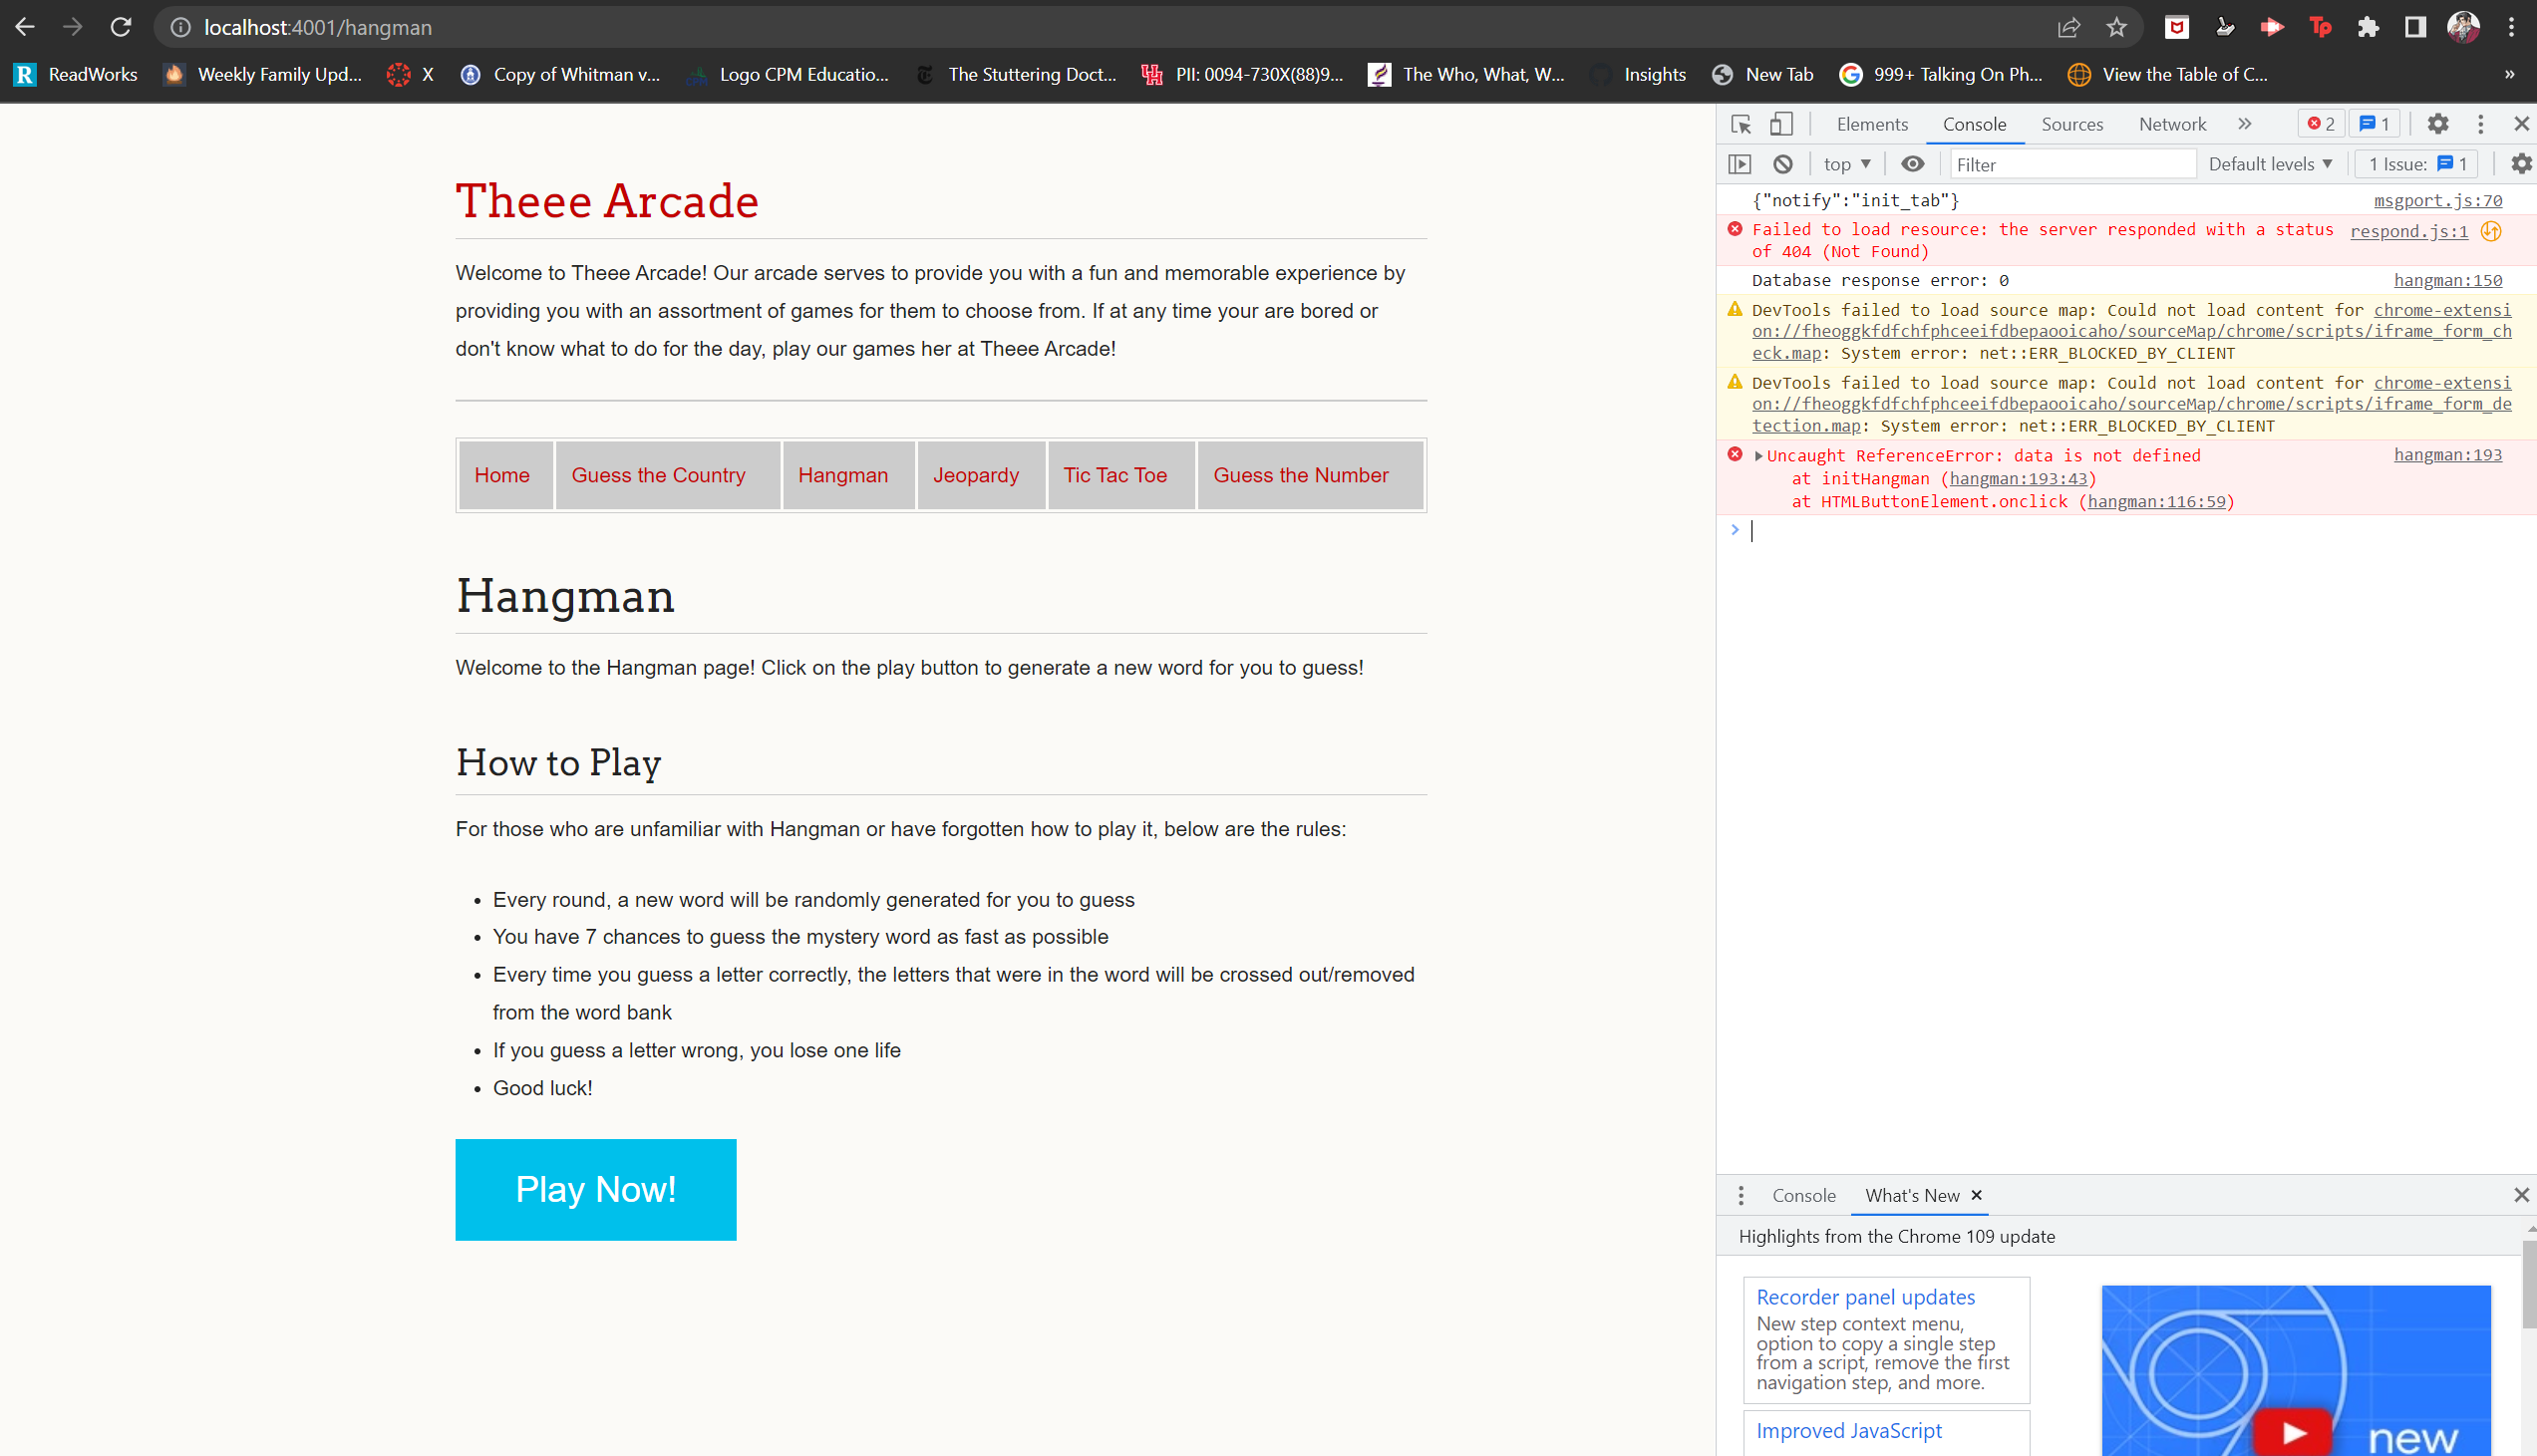 localhost:4001/hangman
ReadWorks
Weekly Family Upd...
X
Copy of Whitman v...
Logo CPM Educatio...
The Stuttering Doct...
PII: 0094-730X(88)9...
The Who, What, W...
Insights
New Tab
999+ Talking On Ph...
View the Table of C...
»
Theee Arcade
Welcome to Theee Arcade! Our arcade serves to provide you with a fun and memorable experience by
providing you with an assortment of games for them to choose from. If at any time your are bored or
don't know what to do for the day, play our games her at Theee Arcade!
Home
Guess the Country
Hangman
Jeopardy
Tic Tac Toe
Guess the Number
Hangman
Welcome to the Hangman page! Click on the play button to generate a new word for you to guess!
How to Play
For those who are unfamiliar with Hangman or have forgotten how to play it, below are the rules:
• Every round, a new word will be randomly generated for you to guess
• You have 7 chances to guess the mystery word as fast as possible
• Every time you guess a letter correctly, the letters that were in the word will be crossed out/removed
from the word bank
• If you guess a letter wrong, you lose one life
• Good luck!
Play Now!
Elements Console Sources Network » 2 1
top Filter Default levels 1 Issue: 1
{"notify":"init_tab"} msgport.js:70
Failed to load resource: the server responded with a status respond.js:1
of 404 (Not Found)
Database response error: 0 hangman:150
DevTools failed to load source map: Could not load content for chrome-extensi
on://fheoggkfdfchfphceeifdbepaooicaho/sourceMap/chrome/scripts/iframe_form_ch
eck.map: System error: net::ERR_BLOCKED_BY_CLIENT
DevTools failed to load source map: Could not load content for chrome-extensi
on://fheoggkfdfchfphceeifdbepaooicaho/sourceMap/chrome/scripts/iframe_form_de
tection.map: System error: net::ERR_BLOCKED_BY_CLIENT
Uncaught ReferenceError: data is not defined hangman:193
at initHangman (hangman:193:43)
at HTMLButtonElement.onclick (hangman:116:59)
Console What's New
Highlights from the Chrome 109 update
Recorder panel updates
New step context menu,
option to copy a single step
from a script, remove the first
navigation step, and more.
Improved JavaScript
new